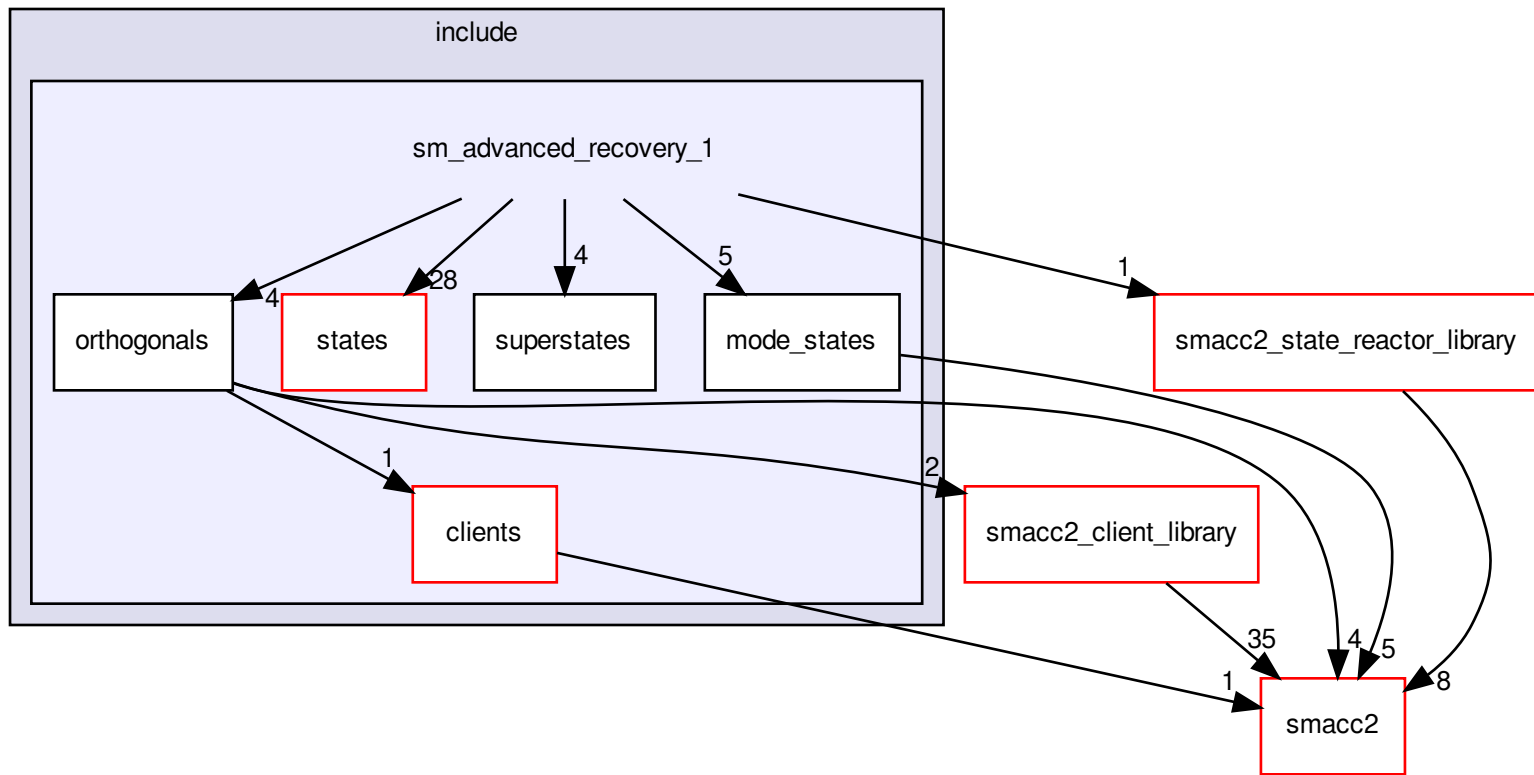 include
sm_advanced_recovery_1
4
28
4
5
1
orthogonals
states
superstates
mode_states
smacc2_state_reactor_library
1
2
clients
smacc2_client_library
35
4
5
8
1
smacc2